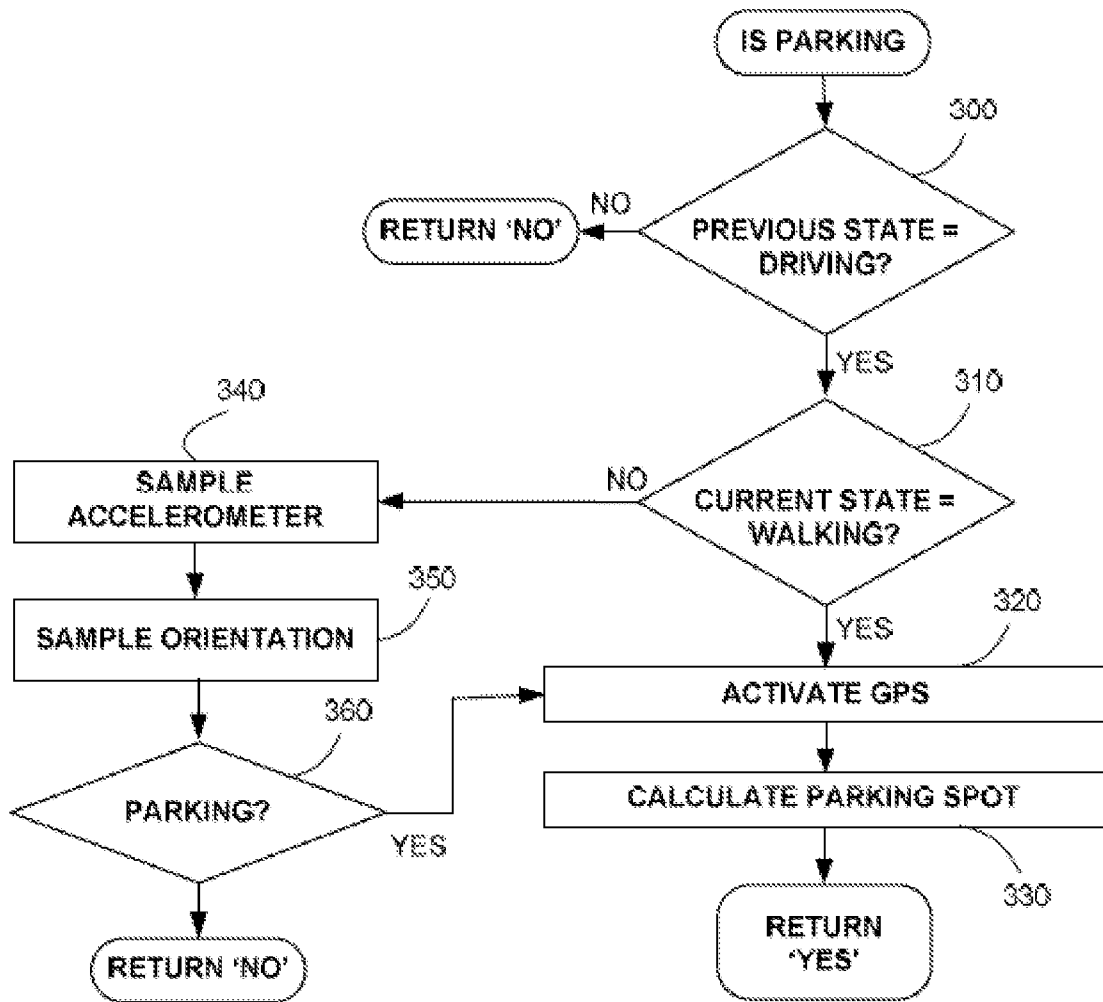 IS PARKING
300
PREVIOUS STATE =
DRIVING?
NO
RETURN 'NO'
YES
310
CURRENT STATE =
WALKING?
NO
340
SAMPLE
ACCELEROMETER
350
SAMPLE ORIENTATION
360
PARKING?
YES
RETURN 'NO'
YES
320
ACTIVATE GPS
CALCULATE PARKING SPOT
330
RETURN
'YES'